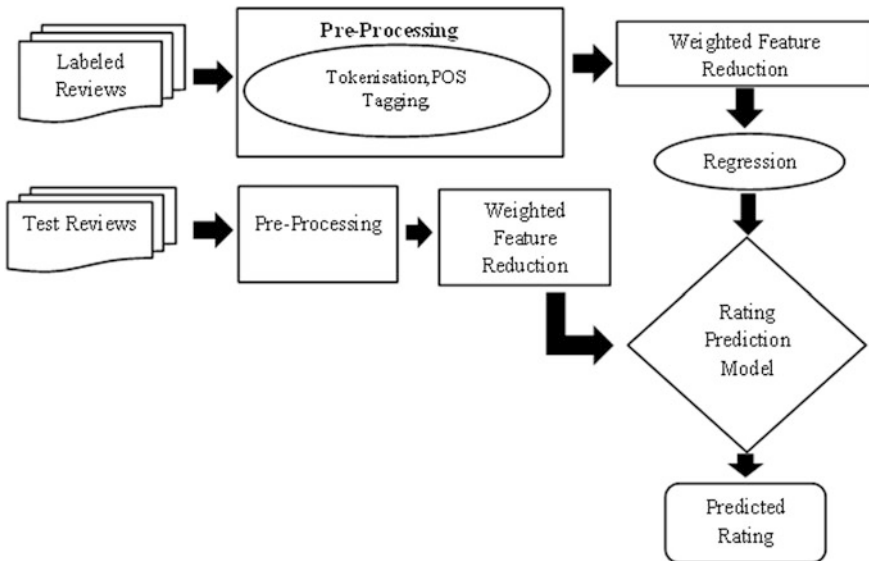 Labeled
Reviews
Pre-Processing
Tokenisation,POS
Tagging
Weighted Feature
Reduction
Regression
Test Reviews
Pre-Processing
Weighted
Feature
Reduction
Rating
Prediction
Model
Predicted
Rating